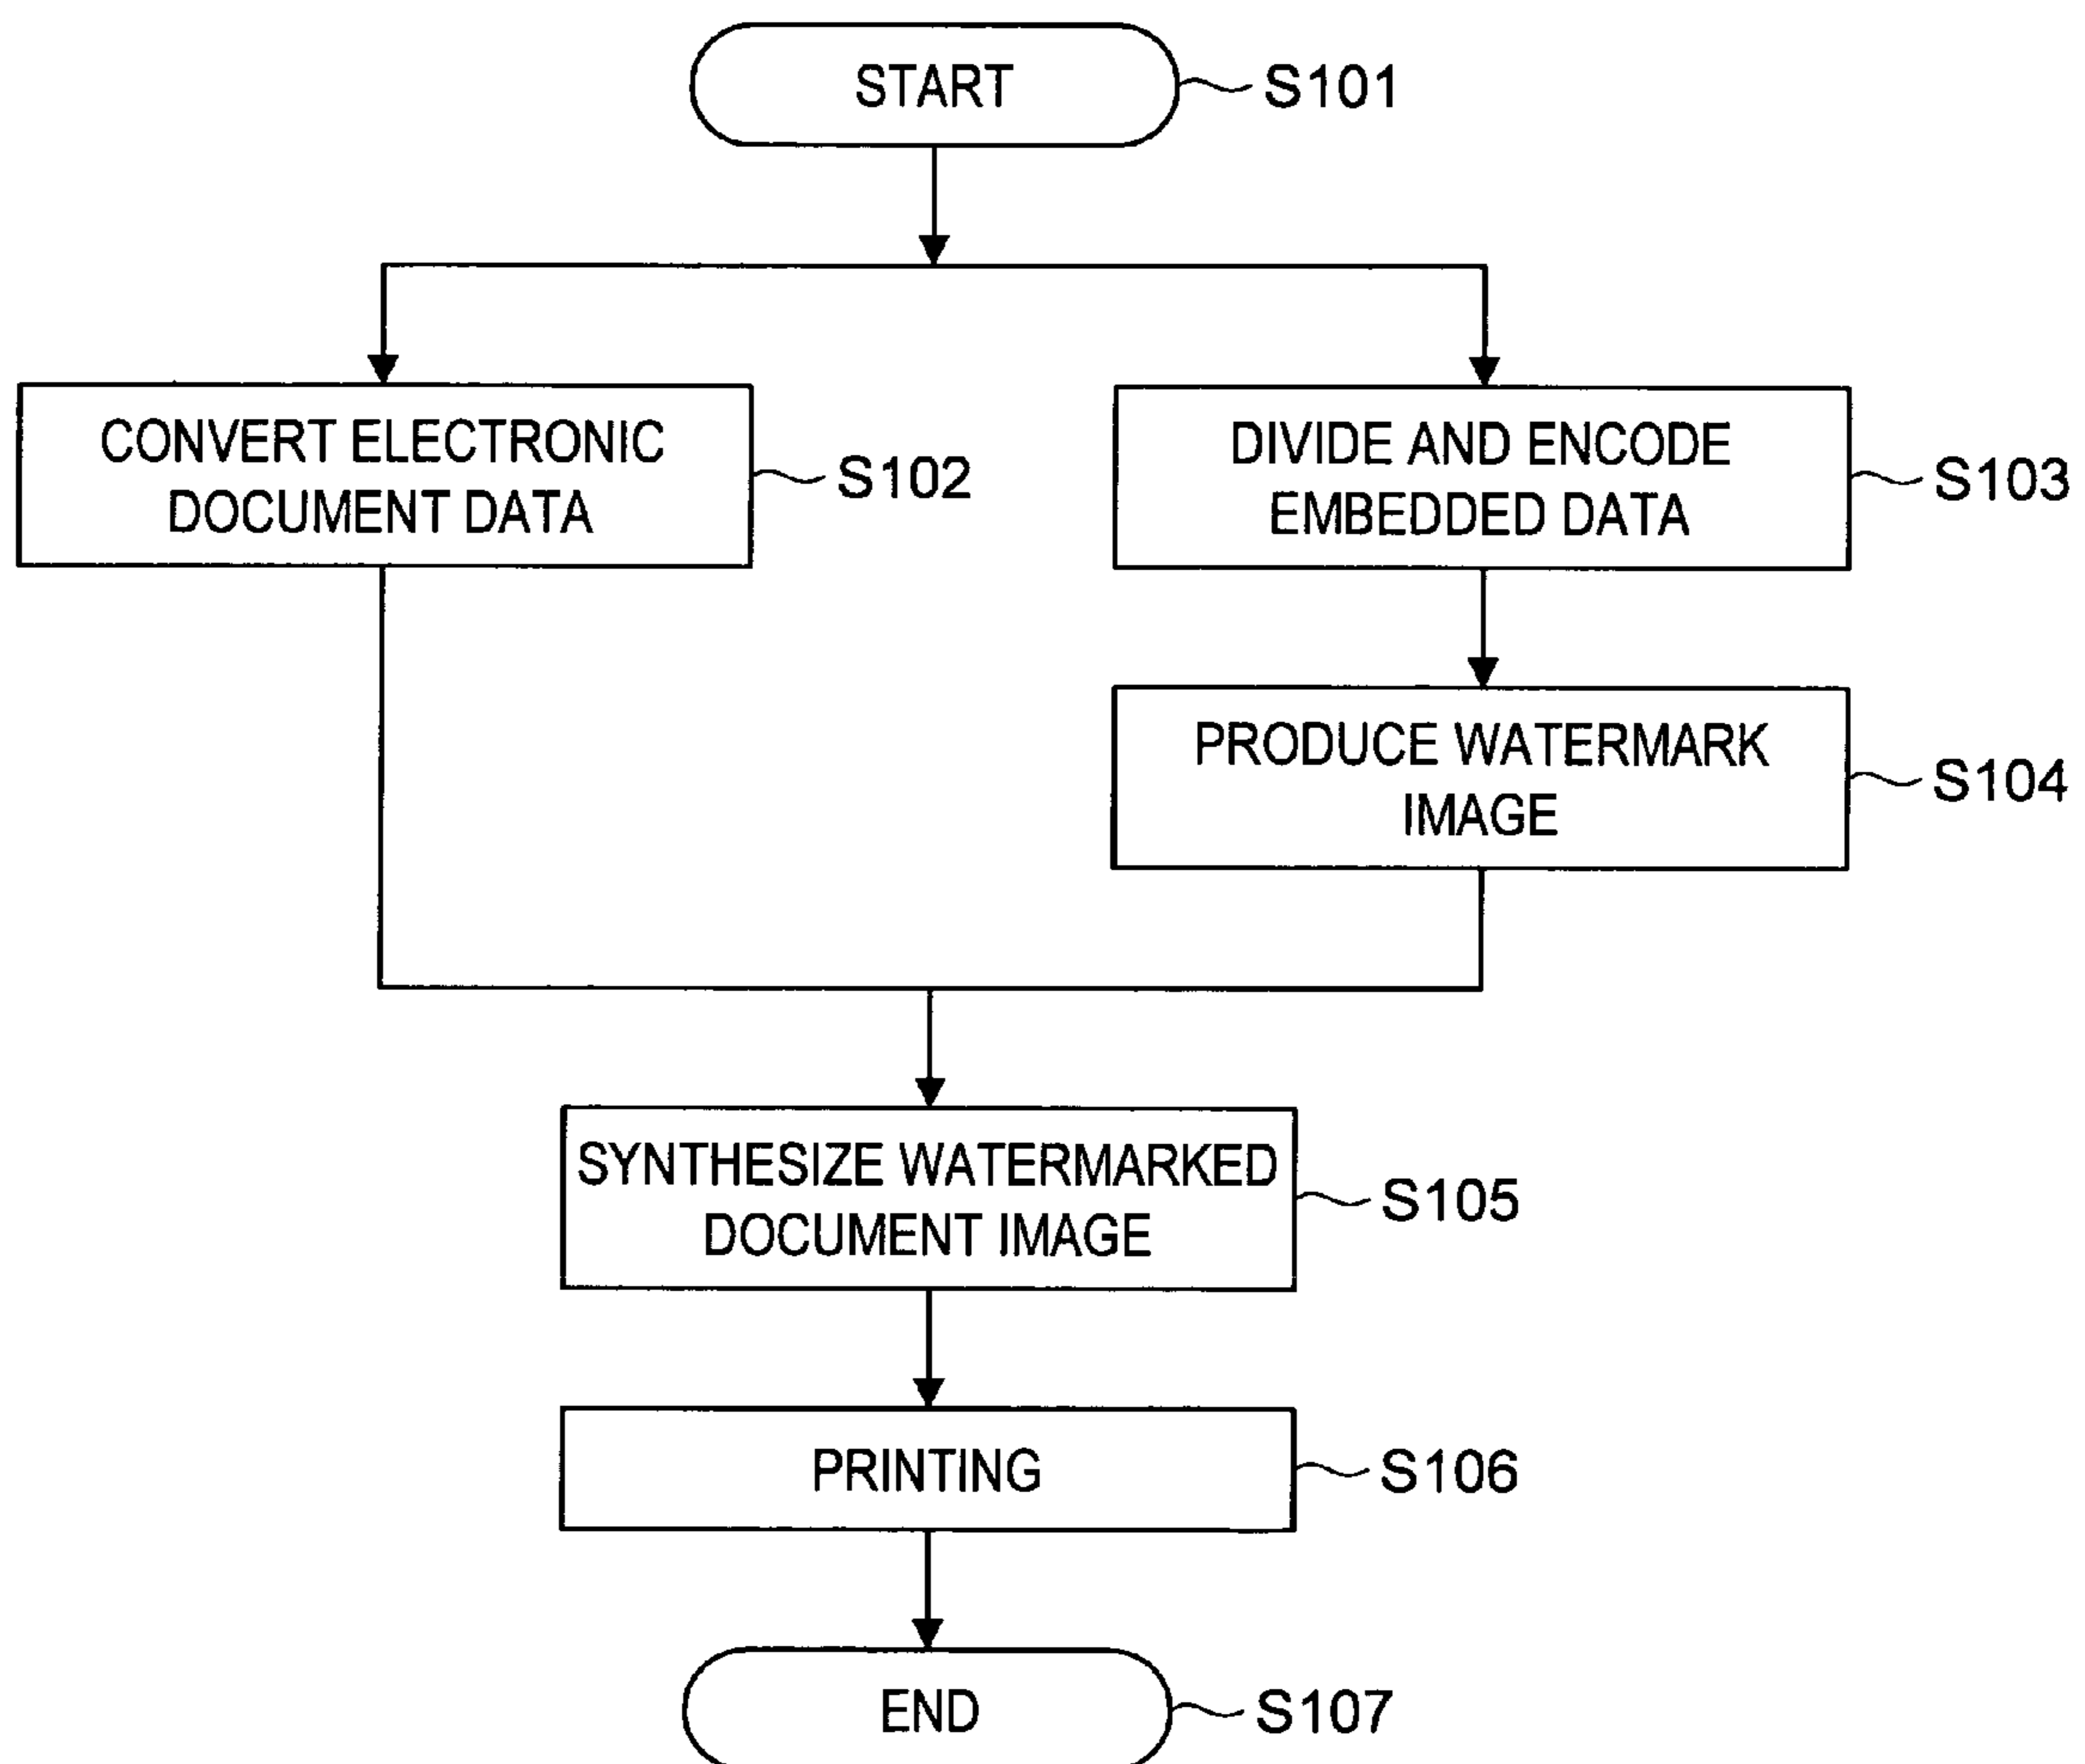 START
S101
CONVERT ELECTRONIC
DOCUMENT DATA
S102
DIVIDE AND ENCODE
EMBEDDED DATA
S103
PRODUCE WATERMARK
IMAGE
S104
SYNTHESIZE WATERMARKED
DOCUMENT IMAGE
S105
PRINTING
S106
END
S107